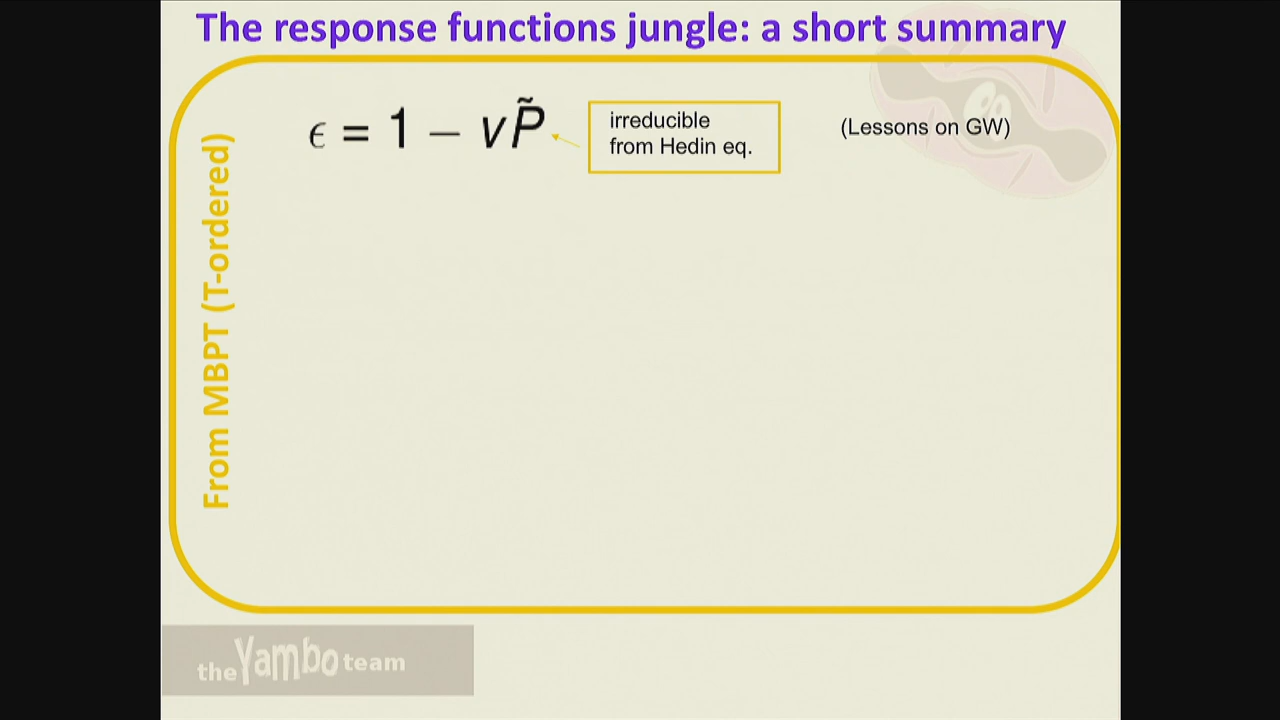 The response functions jungle: a short summary
From MBPT (T-ordered)
ϵ = 1 − vP̃
irreducible
from Hedin eq.
(Lessons on GW)
the Yambo team